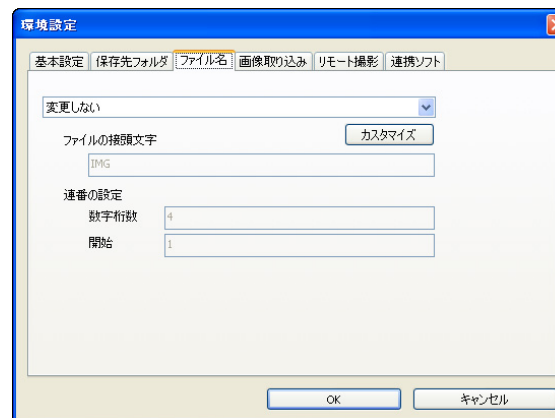 環境設定
基本設定 保存先フォルダ ファイル名 画像取り込み リモート撮影 連携ソフト
変更しない
ファイルの接頭文字 カスタマイズ
IMG
連番の設定
数字桁数 4
開始 1
OK キャンセル